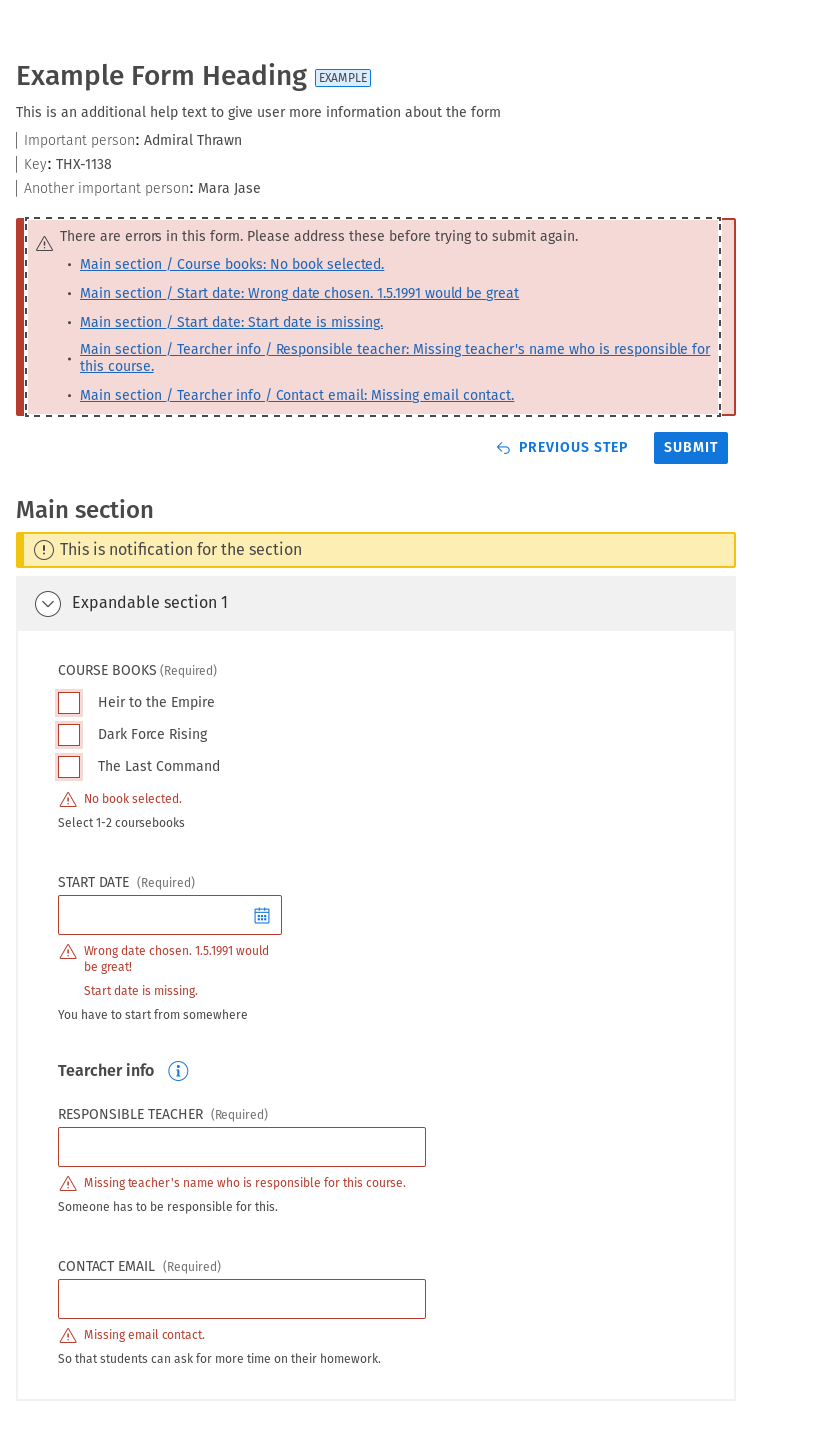 Example Form Heading EXAMPLE
This is an additional help text to give user more information about the form
Important person: Admiral Thrawn
Key: THX-1138
Another important person: Mara Jase
There are errors in this form. Please address these before trying to submit again.
• Main section / Course books: No book selected.
• Main section / Start date: Wrong date chosen. 1.5.1991 would be great
• Main section / Start date: Start date is missing.
• Main section / Tearcher info / Responsible teacher: Missing teacher's name who is responsible for
this course.
• Main section / Tearcher info / Contact email: Missing email contact.
PREVIOUS STEP SUBMIT
Main section
This is notification for the section
Expandable section 1
COURSE BOOKS (Required)
Heir to the Empire
Dark Force Rising
The Last Command
No book selected.
Select 1-2 coursebooks
START DATE (Required)
Wrong date chosen. 1.5.1991 would
be great!
Start date is missing.
You have to start from somewhere
Tearcher info
RESPONSIBLE TEACHER (Required)
Missing teacher's name who is responsible for this course.
Someone has to be responsible for this.
CONTACT EMAIL (Required)
Missing email contact.
So that students can ask for more time on their homework.